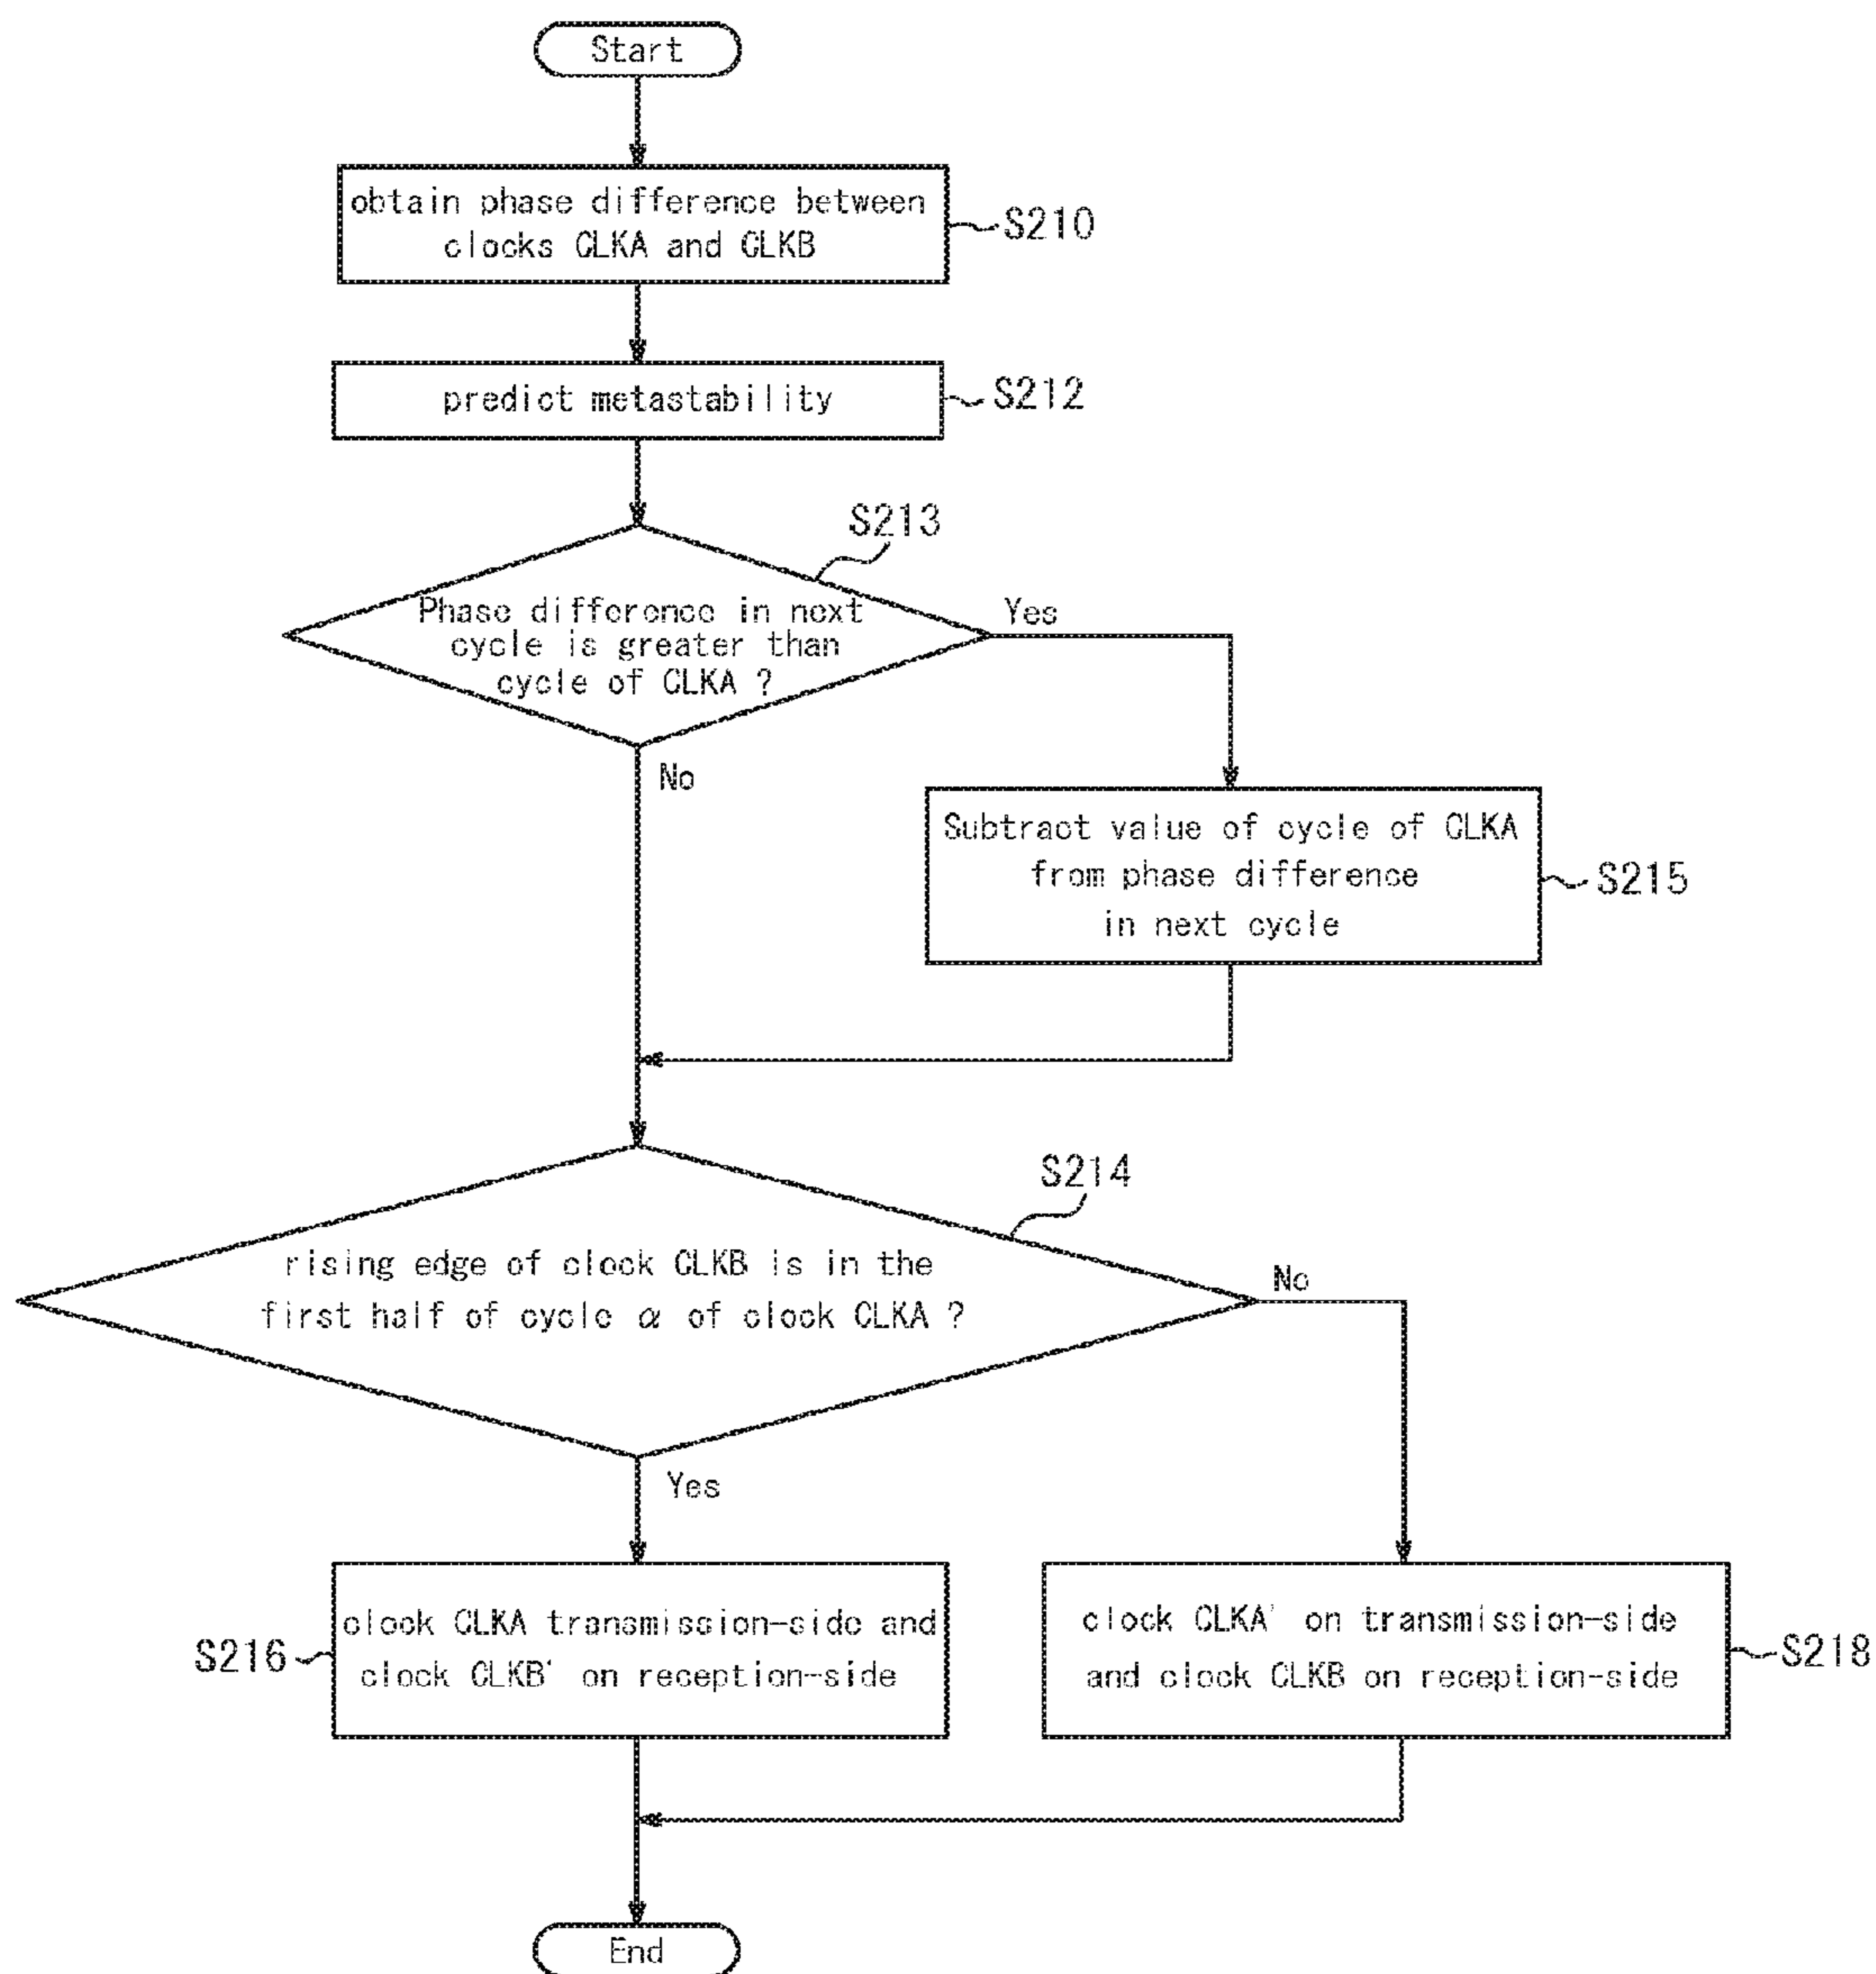 Start
obtain phase difference between
clocks CLKA and CLKB
S210
predict metastability
S212
S213
Phase difference in next
cycle is greater than
cycle of CLKA ?
Yes
No
Subtract value of cycle of CLKA
from phase difference
in next cycle
S215
S214
rising edge of clock CLKB is in the
first half of cycle α of clock CLKA ?
No
Yes
clock CLKA transmission-side and
clock CLKB' on reception-side
S216
clock CLKA' on transmission-side
and clock CLKB on reception-side
S218
End